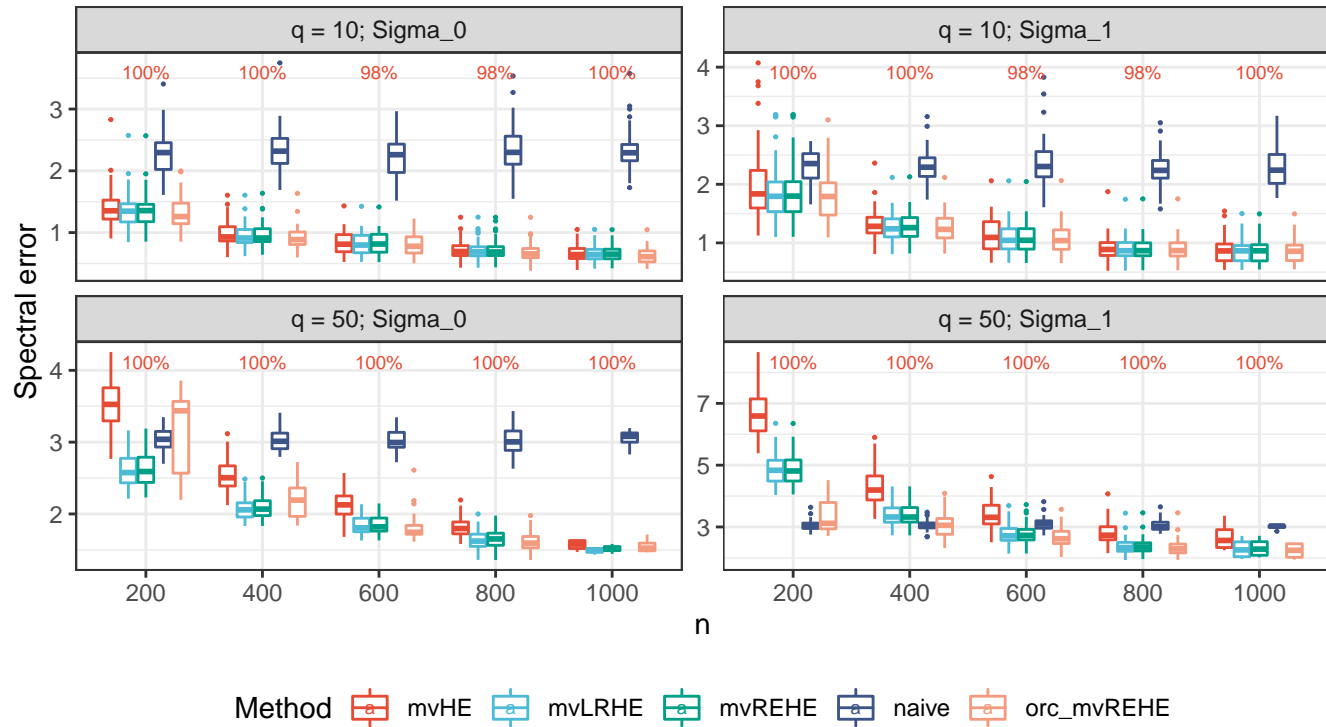 q = 10; Sigma_0
q = 10; Sigma_1
100% 100% 98% 98% 100%
100% 100% 98% 98% 100%
3
2
1
4
3
2
1
Spectral error
q = 50; Sigma_0
q = 50; Sigma_1
100% 100% 100% 100% 100%
100% 100% 100% 100% 100%
4
3
2
7
5
3
200 400 600 800 1000
200 400 600 800 1000
n
Method a mvHE a mvLRHE a mvREHE a naive a orc_mvREHE